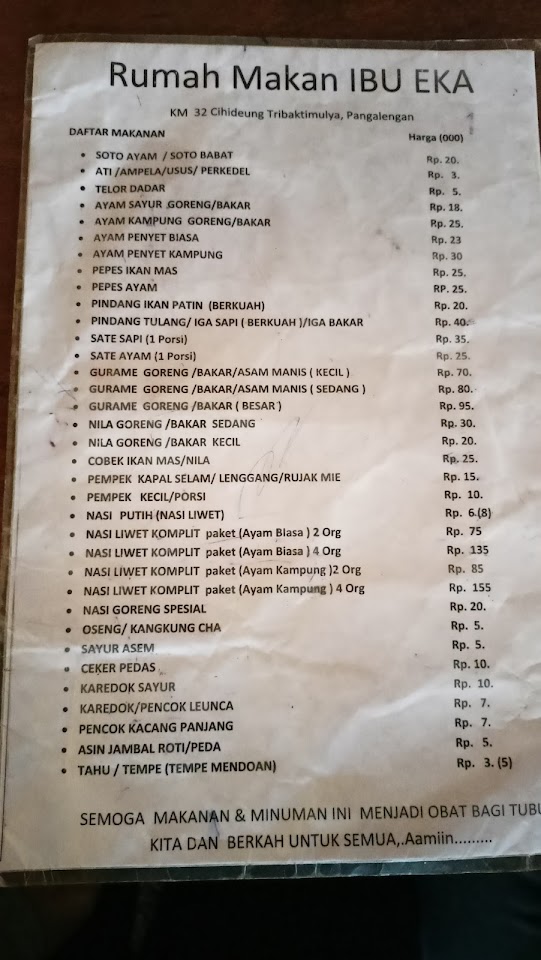 Rumah Makan IBU EKA
KM 32 Cihideung Tribaktimulya, Pangalengan
DAFTAR MAKANAN Harga (000)
• SOTO AYAM / SOTO BABAT Rp. 20.
• ATI /AMPELA/USUS/ PERKEDEL Rp. 3.
• TELOR DADAR Rp. 5.
• AYAM SAYUR GORENG/BAKAR Rp. 18.
• AYAM KAMPUNG GORENG/BAKAR Rp. 25.
• AYAM PENYET BIASA Rp. 23
• AYAM PENYET KAMPUNG Rp. 30
• PEPES IKAN MAS Rp. 25.
• PEPES AYAM RP. 25.
• PINDANG IKAN PATIN (BERKUAH) Rp. 20.
• PINDANG TULANG/ IGA SAPI ( BERKUAH )/IGA BAKAR Rp. 40.
• SATE SAPI (1 Porsi) Rp. 35.
• SATE AYAM (1 Porsi) Rp. 25.
• GURAME GORENG /BAKAR/ASAM MANIS ( KECIL ) Rp. 70.
• GURAME GORENG /BAKAR/ASAM MANIS ( SEDANG ) Rp. 80.
• GURAME GORENG /BAKAR ( BESAR ) Rp. 95.
• NILA GORENG /BAKAR SEDANG Rp. 30.
• NILA GORENG /BAKAR KECIL Rp. 20.
• COBEK IKAN MAS/NILA Rp. 25.
• PEMPEK KAPAL SELAM/ LENGGANG/RUJAK MIE Rp. 15.
• PEMPEK KECIL/PORSI Rp. 10.
• NASI PUTIH (NASI LIWET) Rp. 6.(8)
• NASI LIWET KOMPLIT paket (Ayam Biasa ) 2 Org Rp. 75
• NASI LIWET KOMPLIT paket (Ayam Biasa ) 4 Org Rp. 135
• NASI LIWET KOMPLIT paket (Ayam Kampung )2 Org Rp. 85
• NASI LIWET KOMPLIT paket (Ayam Kampung ) 4 Org Rp. 155
• NASI GORENG SPESIAL Rp. 20.
• OSENG/ KANGKUNG CHA Rp. 5.
• SAYUR ASEM Rp. 5.
• CEKER PEDAS Rp. 10.
• KAREDOK SAYUR Rp. 10.
• KAREDOK/PENCOK LEUNCA Rp. 7.
• PENCOK KACANG PANJANG Rp. 7.
• ASIN JAMBAL ROTI/PEDA Rp. 5.
• TAHU / TEMPE (TEMPE MENDOAN) Rp. 3. (5)
SEMOGA MAKANAN & MINUMAN INI MENJADI OBAT BAGI TUBU
KITA DAN BERKAH UNTUK SEMUA,.Aamiin.........